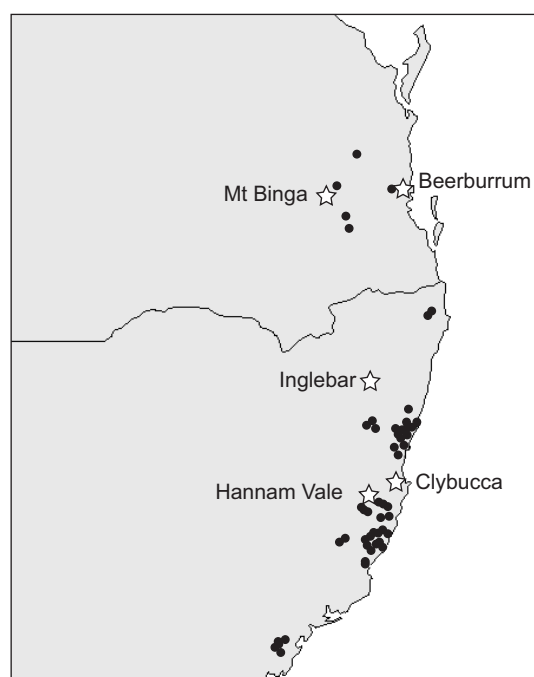 Mt Binga
Beerburrum
Inglebar
Clybucca
Hannam Vale